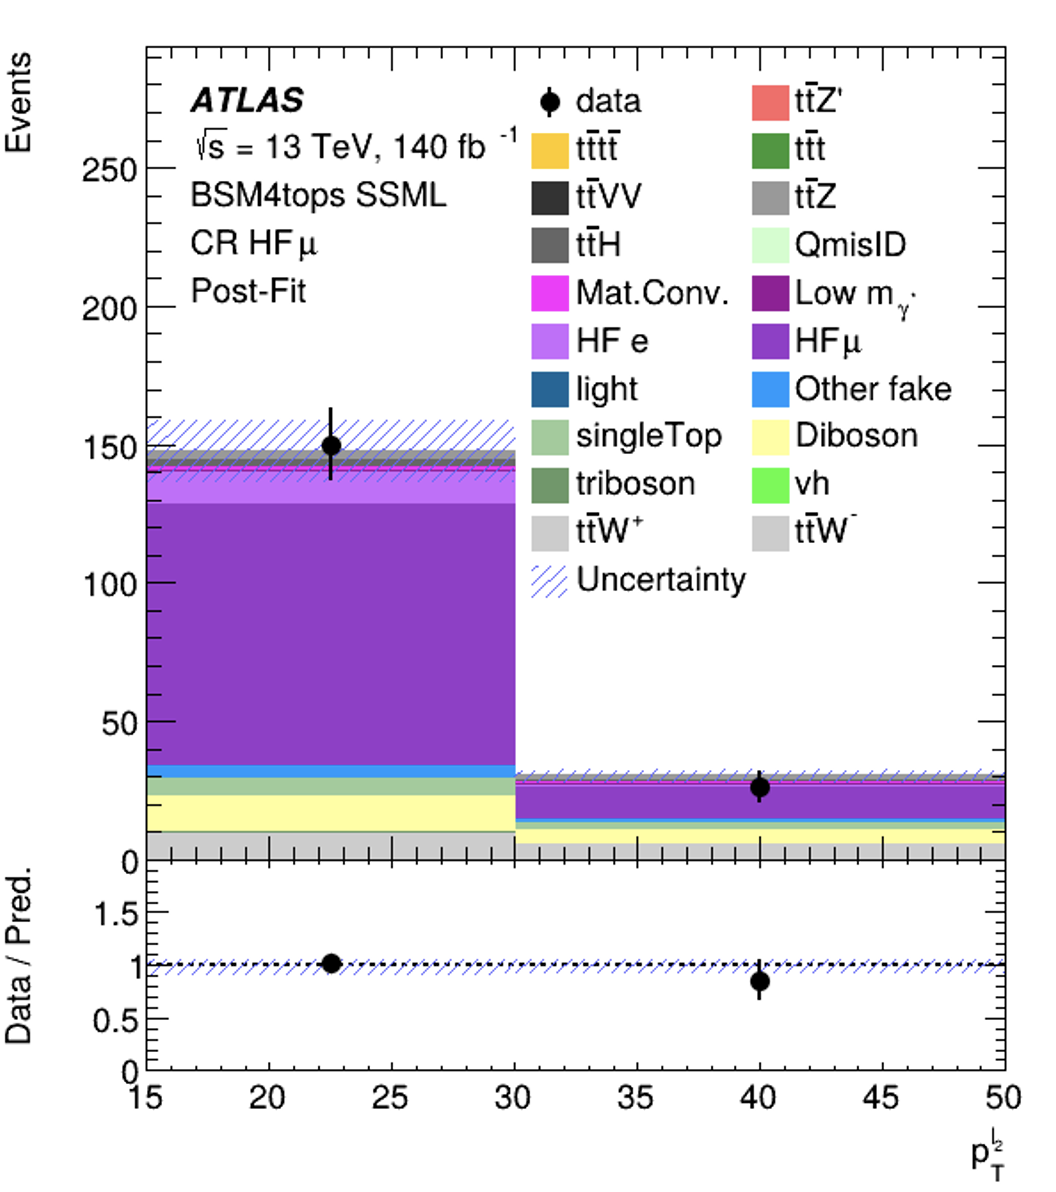 Events
ATLAS
√s = 13 TeV, 140 fb⁻¹
BSM4tops SSML
CR HFμ
Post-Fit
data
tt̄Z'
tt̄tt̄
tt̄t
tt̄VV
tt̄Z
tt̄H
QmisID
Mat.Conv.
Low m_γ*
HF e
HFμ
light
Other fake
singleTop
Diboson
triboson
vh
tt̄W⁺
tt̄W⁻
Uncertainty
250
200
150
100
50
0
Data / Pred.
1.5
1
0.5
0
15 20 25 30 35 40 45 50
p_T^l₂